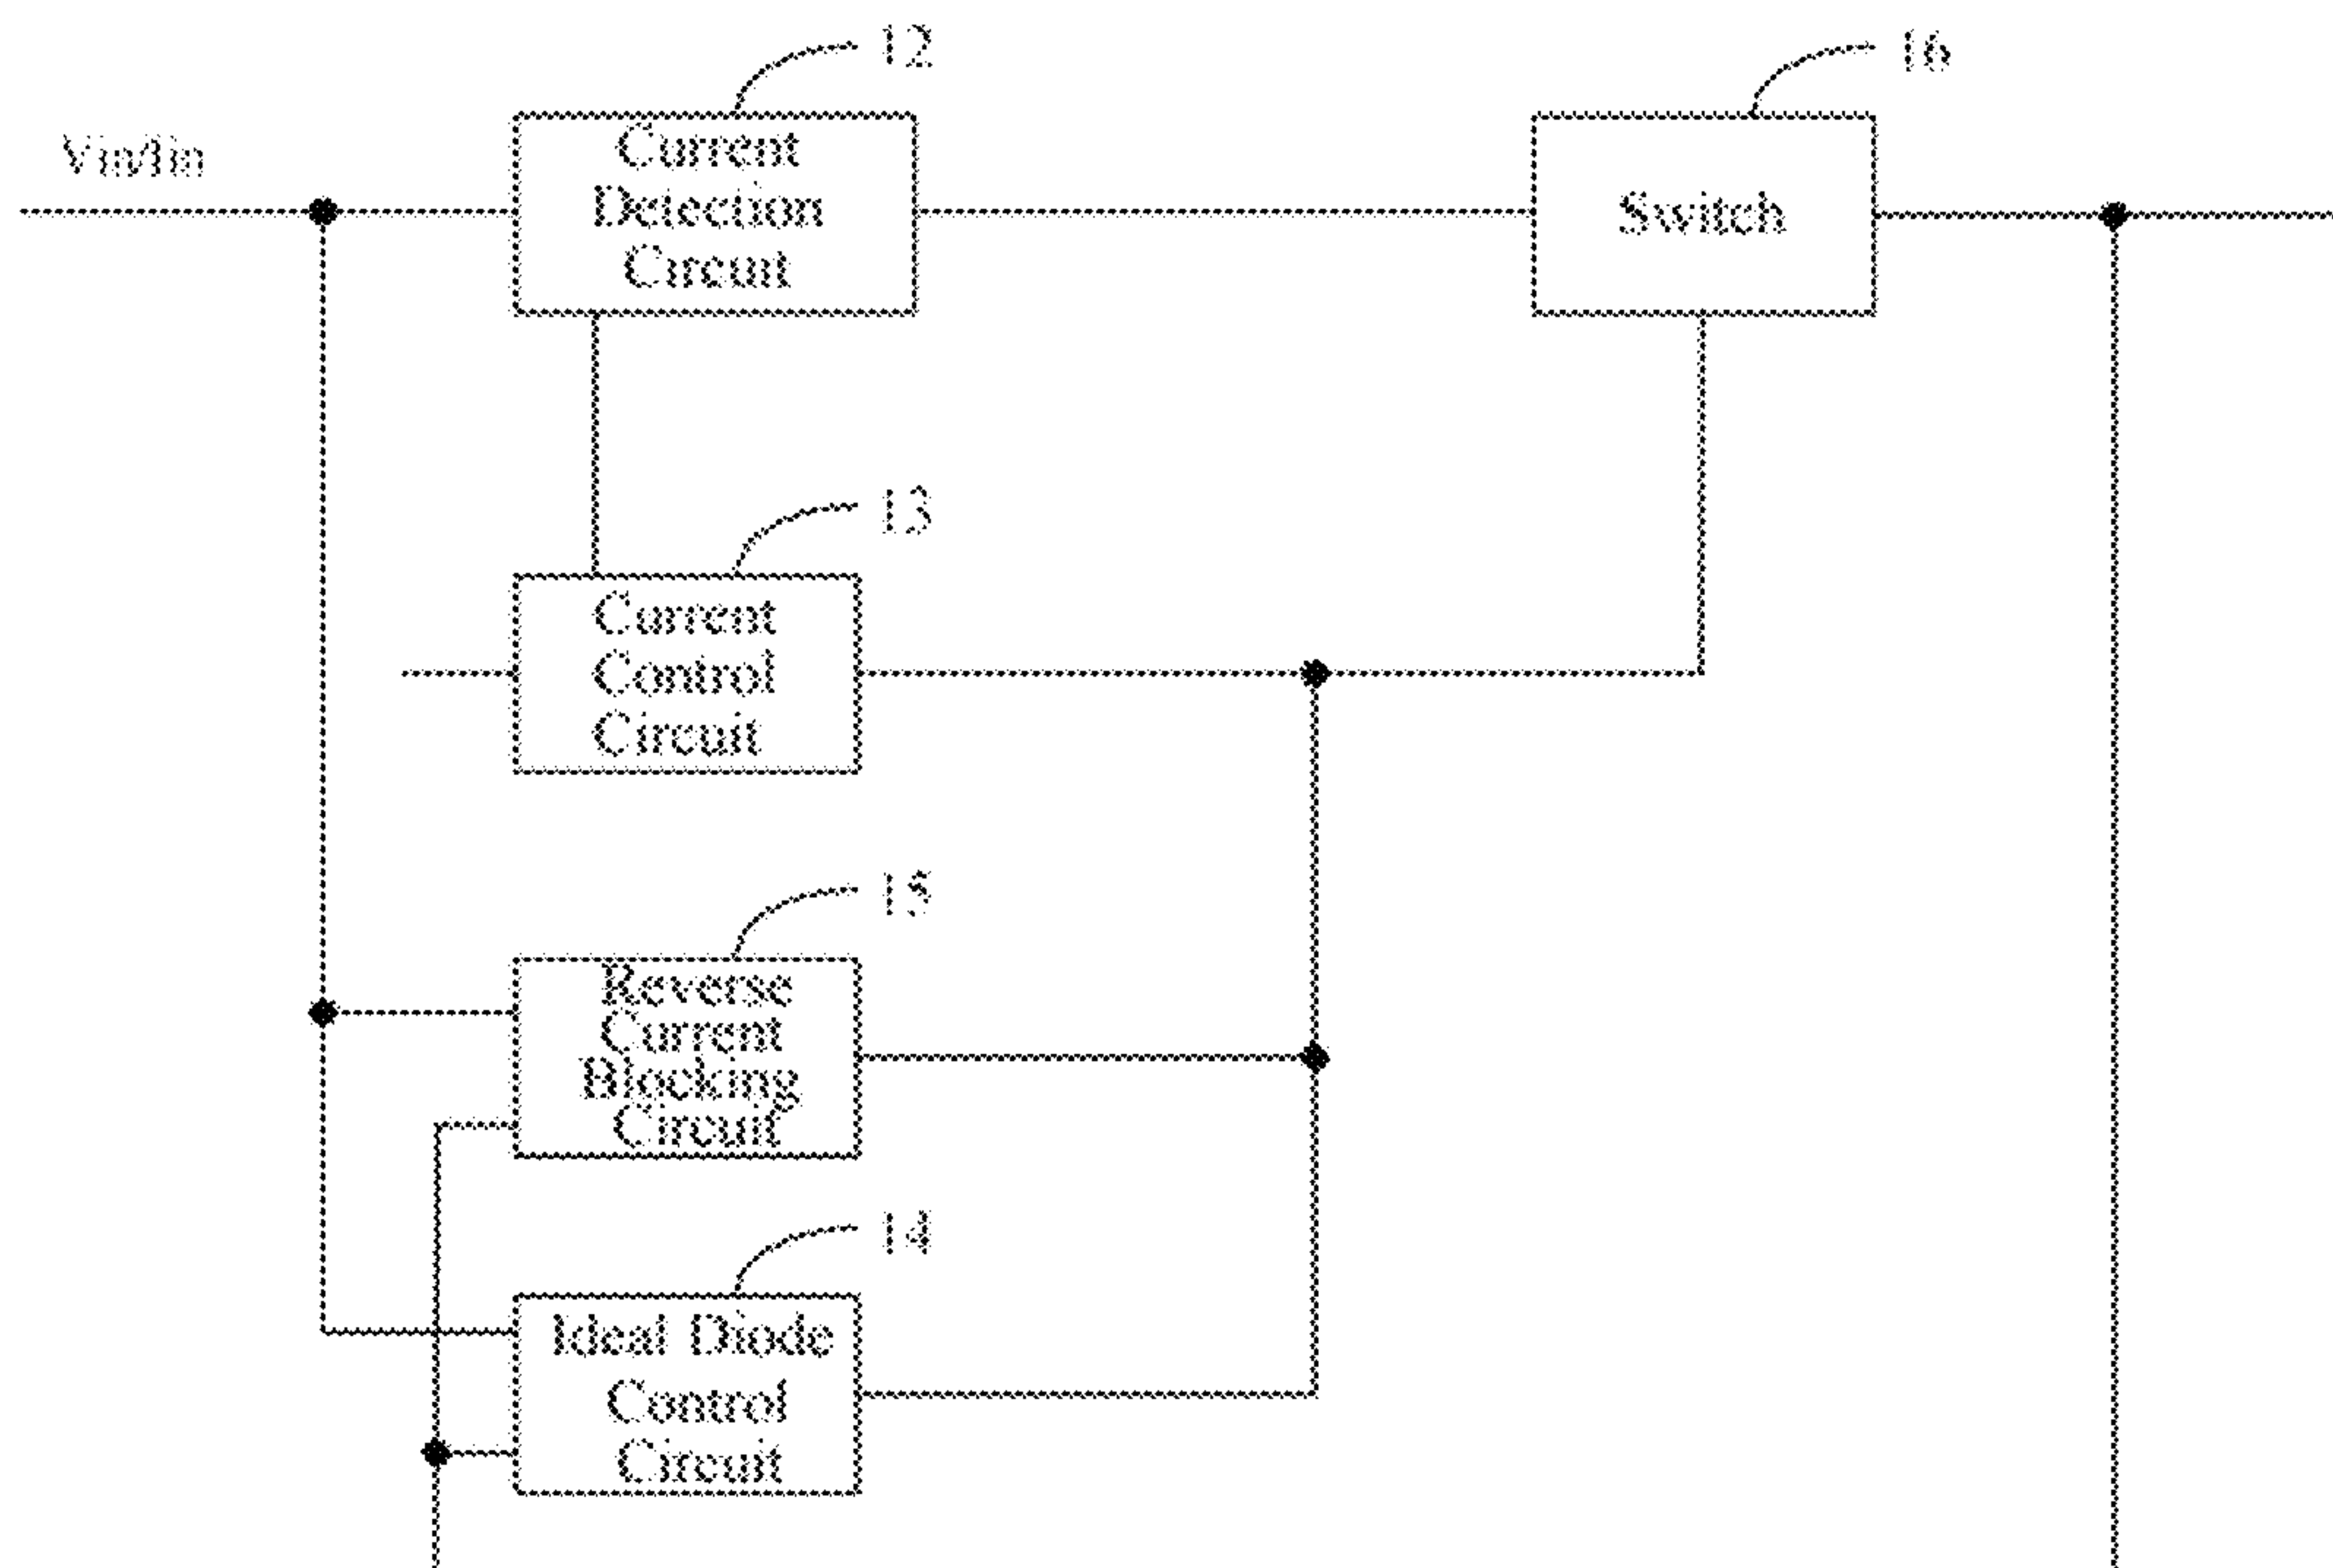 12
16
Vin/Iin
Current
Detection
Circuit
Switch
13
Current
Control
Circuit
15
Reverse
Current
Blocking
Circuit
14
Ideal Diode
Control
Circuit